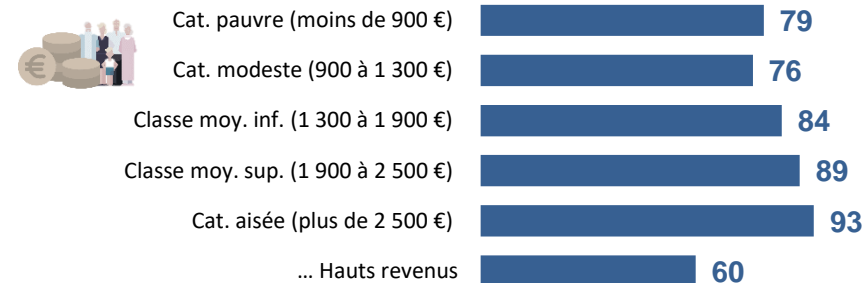 Cat. pauvre (moins de 900 €) 79
Cat. modeste (900 à 1 300 €) 76
Classe moy. inf. (1 300 à 1 900 €) 84
Classe moy. sup. (1 900 à 2 500 €) 89
Cat. aisée (plus de 2 500 €) 93
... Hauts revenus 60
€